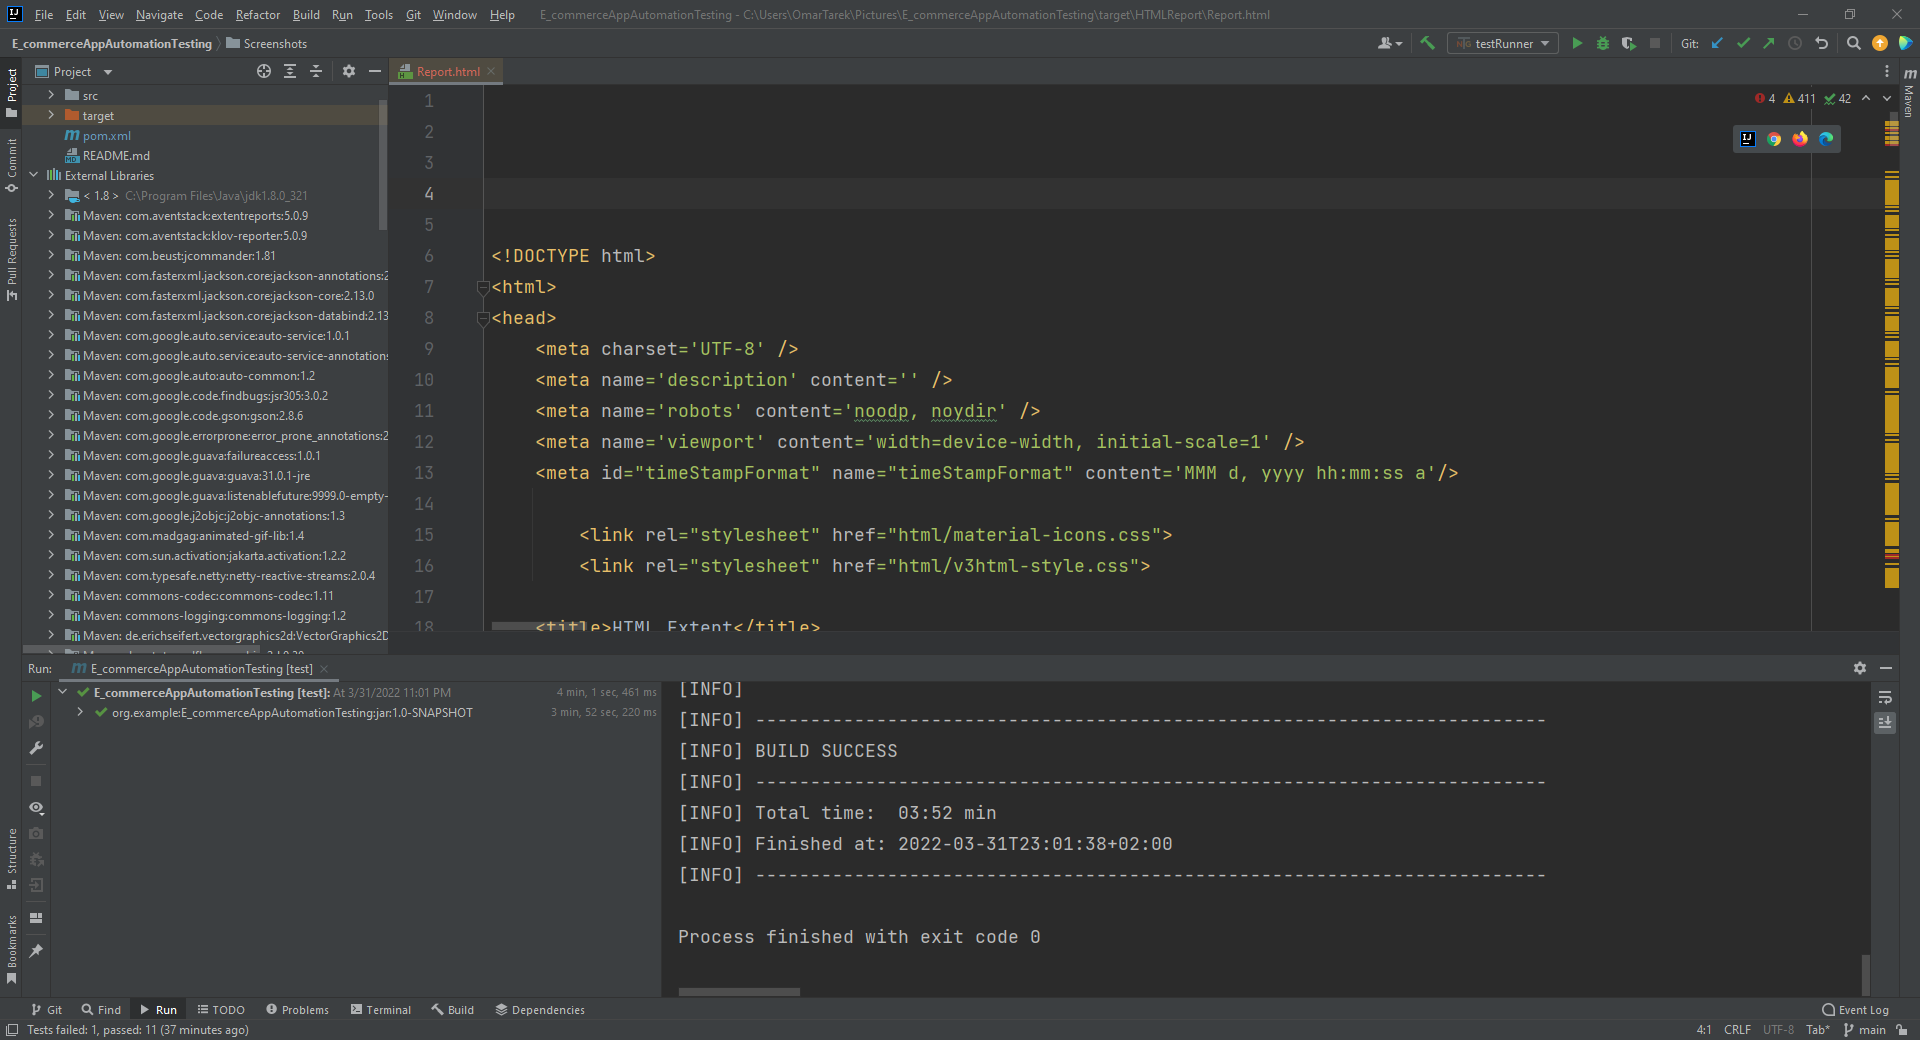 File Edit View Navigate Code Refactor Build Run Tools Git Window Help E_commerceAppAutomationTesting - C:\Users\OmarTarek\Pictures\E_commerceAppAutomationTesting\target\HTMLReport\Report.html
E_commerceAppAutomationTesting Screenshots
testRunner
Git:
Project
Commit
Pull Requests
Structure
Bookmarks
Project
src
target
pom.xml
README.md
External Libraries
< 1.8 > C:\Program Files\Java\jdk1.8.0_321
Maven: com.aventstack:extentreports:5.0.9
Maven: com.aventstack:klov-reporter:5.0.9
Maven: com.beust:jcommander:1.81
Maven: com.fasterxml.jackson.core:jackson-annotations:2
Maven: com.fasterxml.jackson.core:jackson-core:2.13.0
Maven: com.fasterxml.jackson.core:jackson-databind:2.13
Maven: com.google.auto.service:auto-service:1.0.1
Maven: com.google.auto.service:auto-service-annotations
Maven: com.google.auto:auto-common:1.2
Maven: com.google.code.findbugs:jsr305:3.0.2
Maven: com.google.code.gson:gson:2.8.6
Maven: com.google.errorprone:error_prone_annotations:2
Maven: com.google.guava:failureaccess:1.0.1
Maven: com.google.guava:guava:31.0.1-jre
Maven: com.google.guava:listenablefuture:9999.0-empty-
Maven: com.google.j2objc:j2objc-annotations:1.3
Maven: com.madgag:animated-gif-lib:1.4
Maven: com.sun.activation:jakarta.activation:1.2.2
Maven: com.typesafe.netty:netty-reactive-streams:2.0.4
Maven: commons-codec:commons-codec:1.11
Maven: commons-logging:commons-logging:1.2
Maven: de.erichseifert.vectorgraphics2d:VectorGraphics2D
Report.html
4 411 42
Maven
1
2
3
4
5
6 <!DOCTYPE html>
7 <html>
8 <head>
9 <meta charset='UTF-8' />
10 <meta name='description' content='' />
11 <meta name='robots' content='noodp, noydir' />
12 <meta name='viewport' content='width=device-width, initial-scale=1' />
13 <meta id="timeStampFormat" name="timeStampFormat" content='MMM d, yyyy hh:mm:ss a'/>
14
15 <link rel="stylesheet" href="html/material-icons.css">
16 <link rel="stylesheet" href="html/v3html-style.css">
17
18 <title>HTML Extent</title>
Run: E_commerceAppAutomationTesting [test]
E_commerceAppAutomationTesting [test]: At 3/31/2022 11:01 PM 4 min, 1 sec, 461 ms
org.example:E_commerceAppAutomationTesting:jar:1.0-SNAPSHOT 3 min, 52 sec, 220 ms
[INFO]
[INFO] ------------------------------------------------------------------------
[INFO] BUILD SUCCESS
[INFO] ------------------------------------------------------------------------
[INFO] Total time:  03:52 min
[INFO] Finished at: 2022-03-31T23:01:38+02:00
[INFO] ------------------------------------------------------------------------
Process finished with exit code 0
Git Find Run TODO Problems Terminal Build Dependencies Event Log
Tests failed: 1, passed: 11 (37 minutes ago) 4:1 CRLF UTF-8 Tab* main